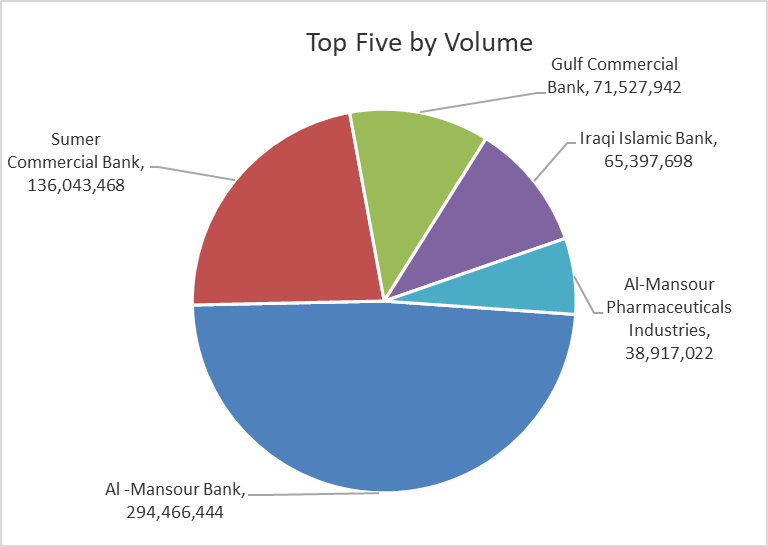 Top Five by Volume
Gulf Commercial
Bank, 71,527,942
Iraqi Islamic Bank,
65,397,698
Sumer
Commercial Bank,
136,043,468
Al-Mansour
Pharmaceuticals
Industries,
38,917,022
Al -Mansour Bank,
294,466,444